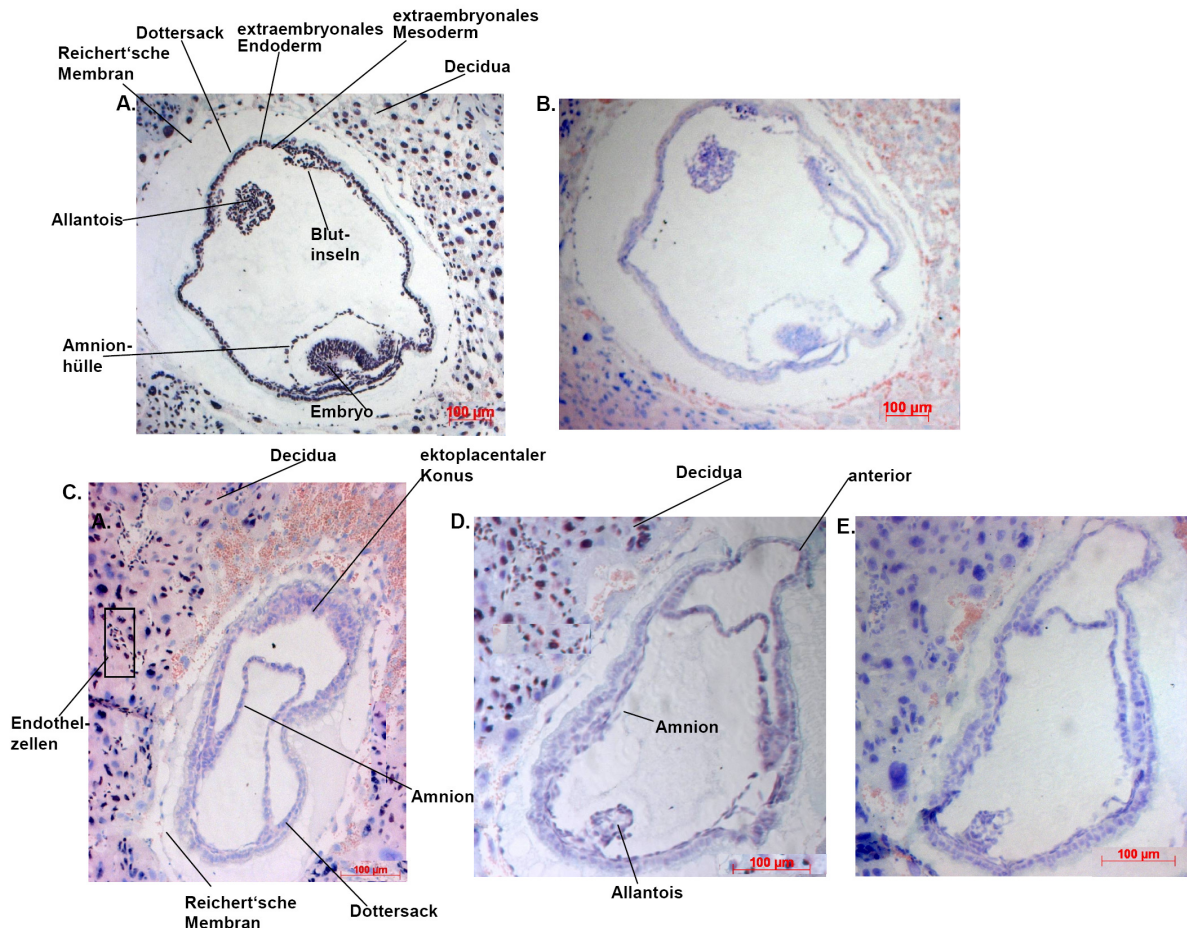 extraembryonales
Endoderm
extraembryonales
Mesoderm
Dottersack
Reichert‘sche
Membran
Decidua
A.
B.
Allantois
Blut-
inseln
Amnion-
hülle
Embryo
100 µm
100 µm
Decidua
ektoplacentaler
Konus
C.
A.
Endothel-
zellen
Amnion
100 µm
Reichert‘sche
Membran
Dottersack
Decidua
anterior
D.
E.
Amnion
100 µm
Allantois
100 µm